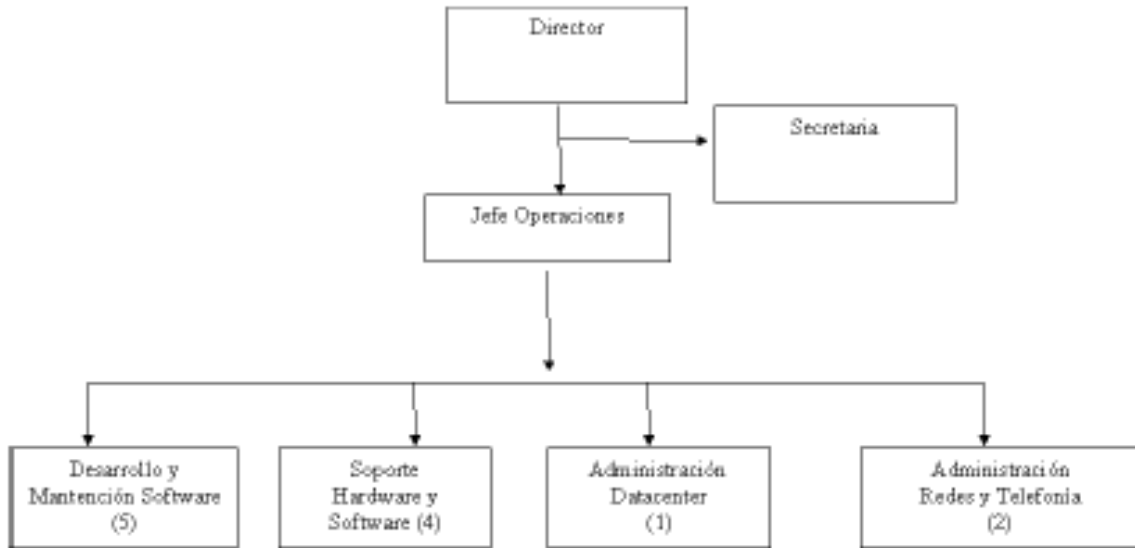 Director
Secretaria
Jefe Operaciones
Desarrollo y
Mantención Software
(5)
Soporte
Hardware y
Software (4)
Administración
Datacenter
(1)
Administración
Redes y Telefonía
(2)